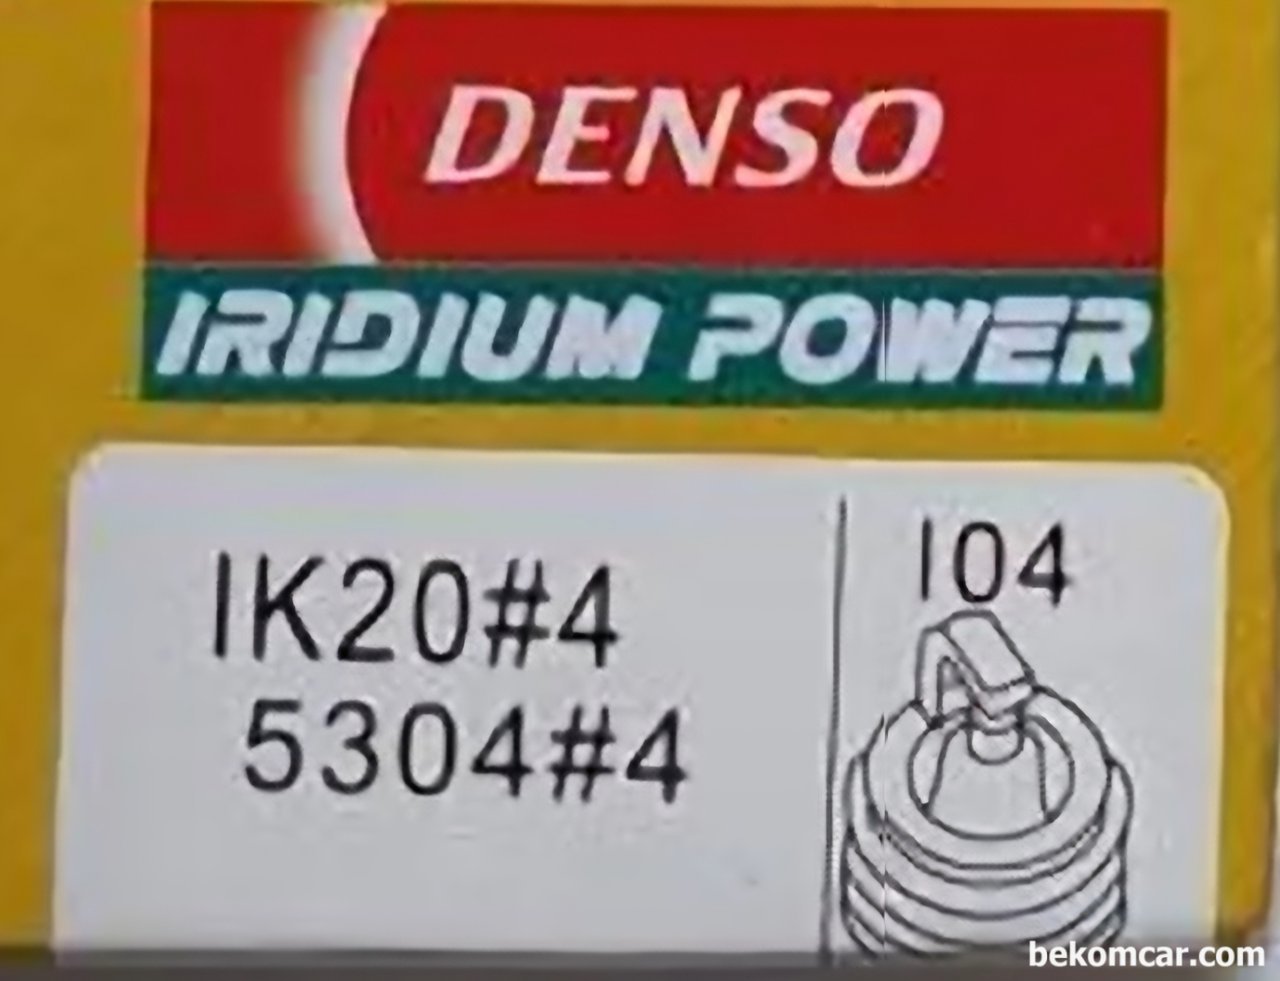 DENSO
IRIDIUM POWER
IK20#4
5304#4
I04
bekomcar.com